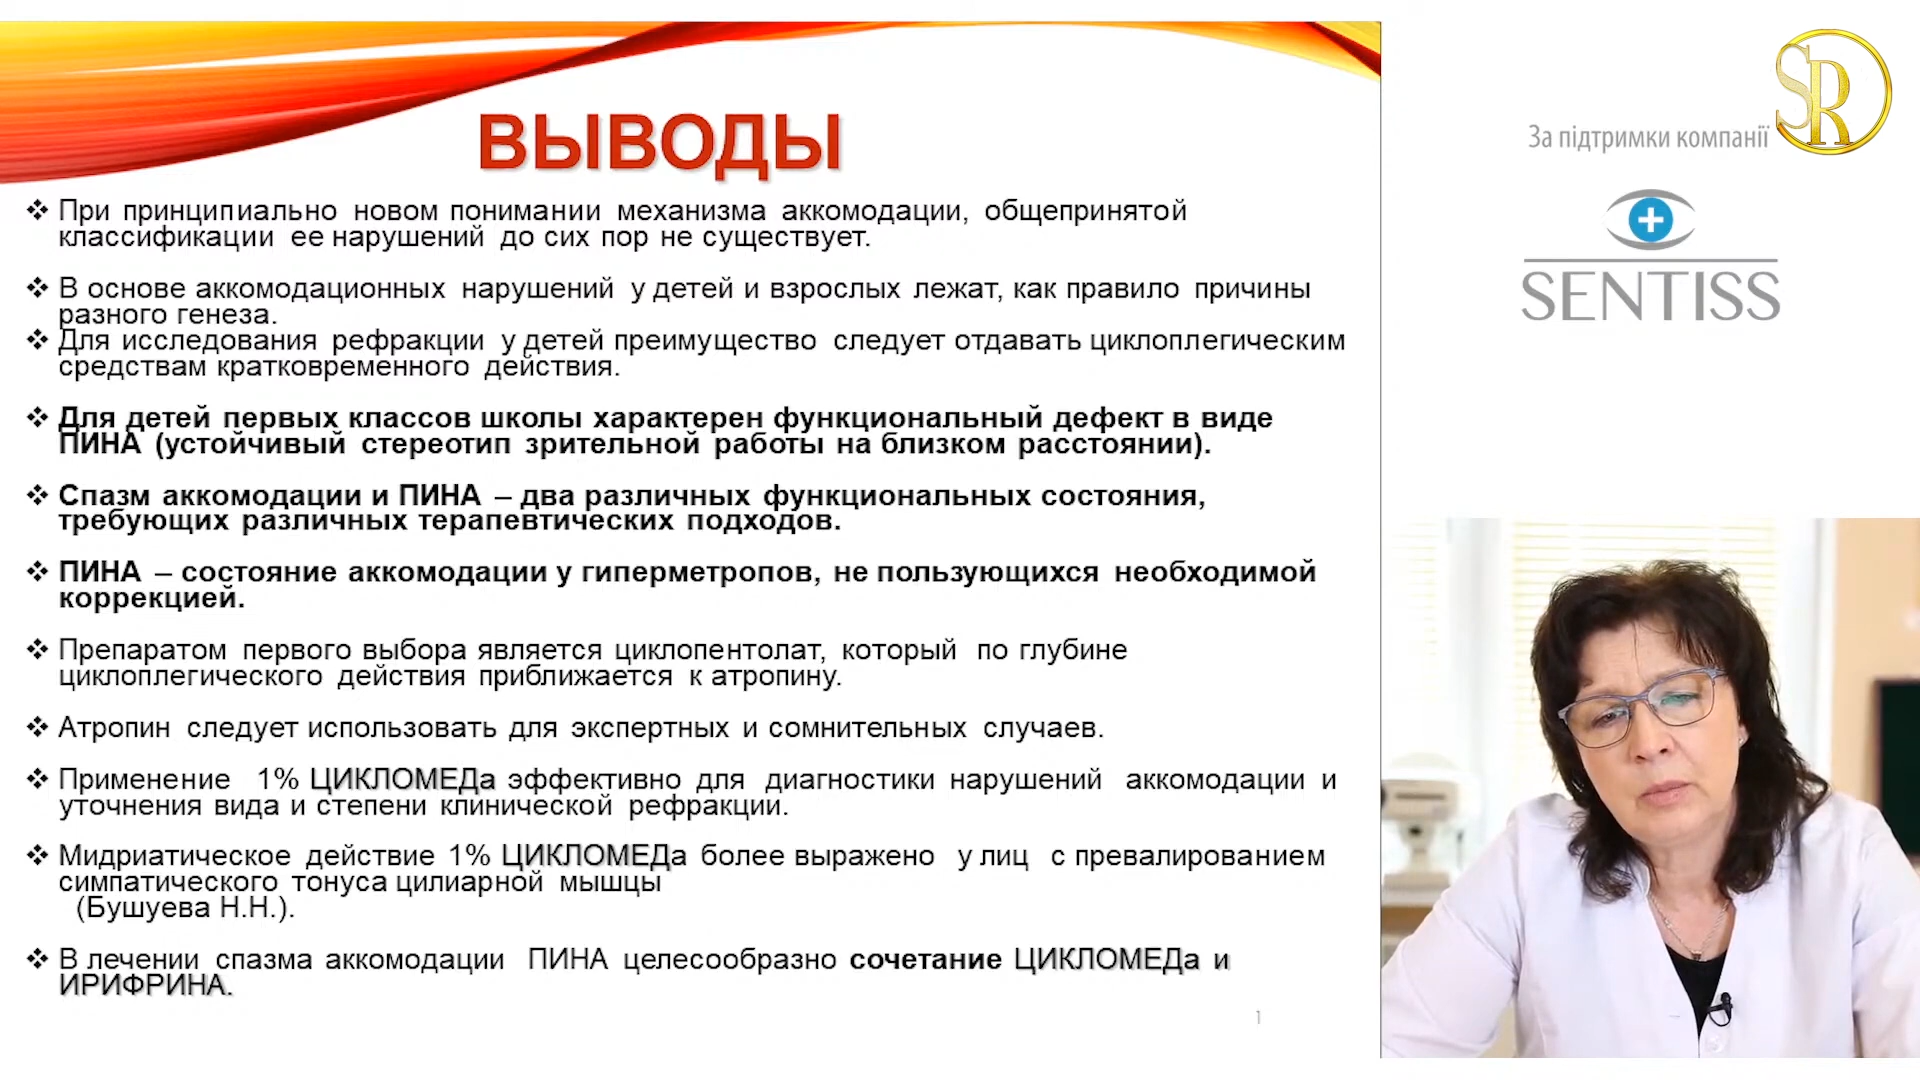 ВЫВОДЫ
❖ При принципиально новом понимании механизма аккомодации, общепринятой
классификации ее нарушений до сих пор не существует.
❖ В основе аккомодационных нарушений у детей и взрослых лежат, как правило причины
разного генеза.
❖ Для исследования рефракции у детей преимущество следует отдавать циклоплегическим
средствам кратковременного действия.
❖ Для детей первых классов школы характерен функциональный дефект в виде
ПИНА (устойчивый стереотип зрительной работы на близком расстоянии).
❖ Спазм аккомодации и ПИНА – два различных функциональных состояния,
требующих различных терапевтических подходов.
❖ ПИНА – состояние аккомодации у гиперметропов, не пользующихся необходимой
коррекцией.
❖ Препаратом первого выбора является циклопентолат, который по глубине
циклоплегического действия приближается к атропину.
❖ Атропин следует использовать для экспертных и сомнительных случаев.
❖ Применение 1% ЦИКЛОМЕДа эффективно для диагностики нарушений аккомодации и
уточнения вида и степени клинической рефракции.
❖ Мидриатическое действие 1% ЦИКЛОМЕДа более выражено у лиц с превалированием
симпатического тонуса цилиарной мышцы
(Бушуева Н.Н.).
❖ В лечении спазма аккомодации ПИНА целесообразно сочетание ЦИКЛОМЕДа и
ИРИФРИНА.
1
За підтримки компанії
SR
SENTISS